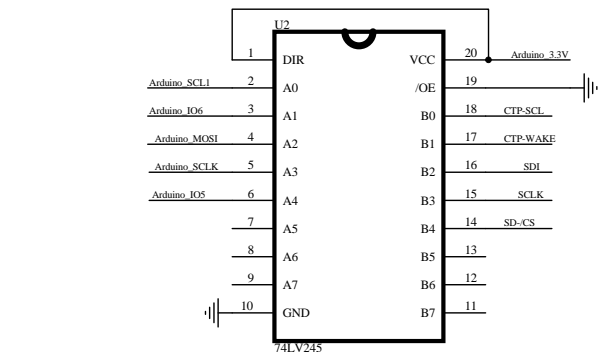 U2
1 DIR VCC 20 Arduino_3.3V
Arduino_SCL1 2 A0 /OE 19
Arduino_IO6 3 A1 B0 18 CTP-SCL
Arduino_MOSI 4 A2 B1 17 CTP-WAKE
Arduino_SCLK 5 A3 B2 16 SDI
Arduino_IO5 6 A4 B3 15 SCLK
7 A5 B4 14 SD-/CS
8 A6 B5 13
9 A7 B6 12
10 GND B7 11
74LV245